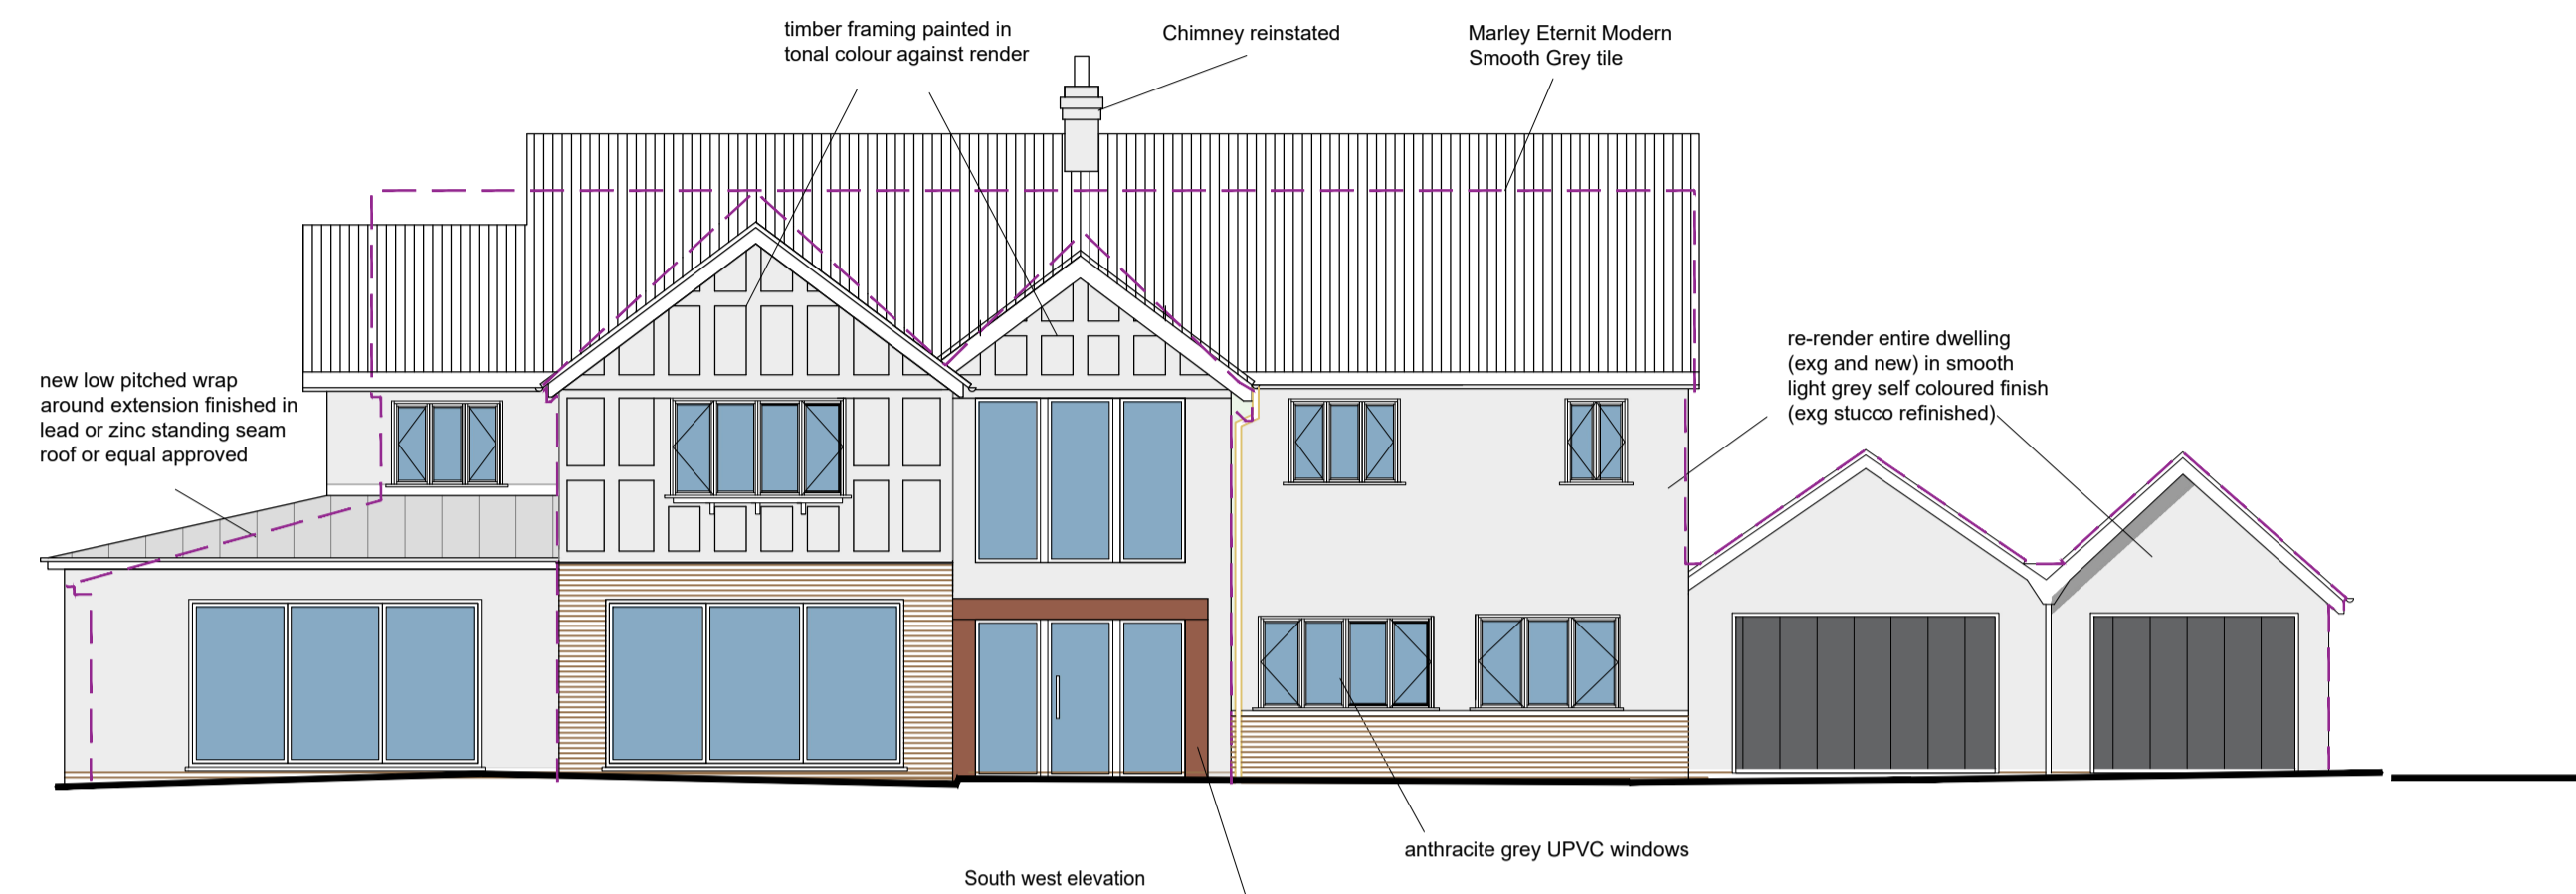 timber framing painted in
tonal colour against render
Chimney reinstated
Marley Eternit Modern
Smooth Grey tile
new low pitched wrap
around extension finished in
lead or zinc standing seam
roof or equal approved
re-render entire dwelling
(exg and new) in smooth
light grey self coloured finish
(exg stucco refinished)
anthracite grey UPVC windows
South west elevation